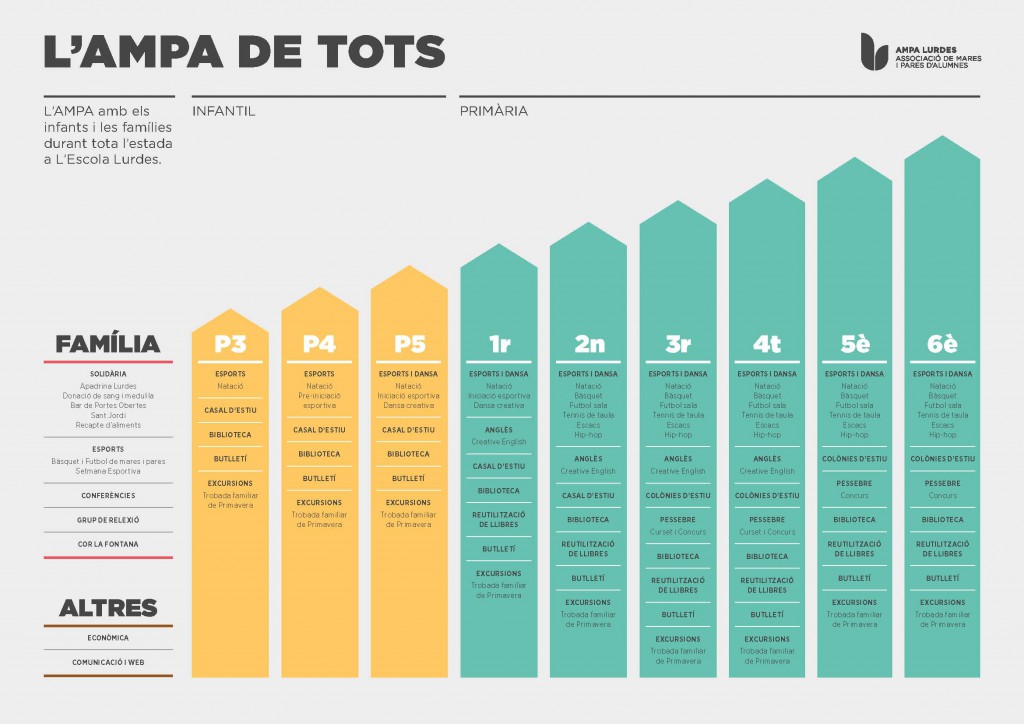 L'AMPA DE TOTS
AMPA LURDES
ASSOCIACIÓ DE MARES
I PARES D'ALUMNES
L'AMPA amb els
infants i les famílies
durant tota l'estada
a L'Escola Lurdes.
INFANTIL
PRIMÀRIA
FAMÍLIA
SOLIDÀRIA
Apadrina Lurdes
Donació de sang i medul·la
Bar de Portes Obertes
Sant Jordi
Recapte d'aliments
ESPORTS
Bàsquet i Futbol de mares i pares
Setmana Esportiva
CONFERÈNCIES
GRUP DE RELEXIÓ
COR LA FONTANA
ALTRES
ECONÒMICA
COMUNICACIÓ I WEB
P3
ESPORTS
Natació
CASAL D'ESTIU
BIBLIOTECA
BUTLLETÍ
EXCURSIONS
Trobada familiar
de Primavera
P4
ESPORTS
Natació
Pre-iniciació
esportiva
CASAL D'ESTIU
BIBLIOTECA
BUTLLETÍ
EXCURSIONS
Trobada familiar
de Primavera
P5
ESPORTS I DANSA
Natació
Iniciació esportiva
Dansa creativa
CASAL D'ESTIU
BIBLIOTECA
BUTLLETÍ
EXCURSIONS
Trobada familiar
de Primavera
1r
ESPORTS I DANSA
Natació
Iniciació esportiva
Dansa creativa
ANGLÈS
Creative English
CASAL D'ESTIU
BIBLIOTECA
REUTILITZACIÓ
DE LLIBRES
BUTLLETÍ
EXCURSIONS
Trobada familiar
de Primavera
2n
ESPORTS I DANSA
Natació
Bàsquet
Futbol sala
Tennis de taula
Escacs
Hip-hop
ANGLÈS
Creative English
CASAL D'ESTIU
BIBLIOTECA
REUTILITZACIÓ
DE LLIBRES
BUTLLETÍ
EXCURSIONS
Trobada familiar
de Primavera
3r
ESPORTS I DANSA
Natació
Bàsquet
Futbol sala
Tennis de taula
Escacs
Hip-hop
ANGLÈS
Creative English
COLÒNIES D'ESTIU
PESSEBRE
Curset i Concurs
BIBLIOTECA
REUTILITZACIÓ
DE LLIBRES
BUTLLETÍ
EXCURSIONS
Trobada familiar
de Primavera
4t
ESPORTS I DANSA
Natació
Bàsquet
Futbol sala
Tennis de taula
Escacs
Hip-hop
ANGLÈS
Creative English
COLÒNIES D'ESTIU
PESSEBRE
Curset i Concurs
BIBLIOTECA
REUTILITZACIÓ
DE LLIBRES
BUTLLETÍ
EXCURSIONS
Trobada familiar
de Primavera
5è
ESPORTS I DANSA
Natació
Bàsquet
Futbol sala
Tennis de taula
Escacs
Hip-hop
COLÒNIES D'ESTIU
PESSEBRE
Concurs
BIBLIOTECA
REUTILITZACIÓ
DE LLIBRES
BUTLLETÍ
EXCURSIONS
Trobada familiar
de Primavera
6è
ESPORTS I DANSA
Natació
Bàsquet
Futbol sala
Tennis de taula
Escacs
Hip-hop
COLÒNIES D'ESTIU
PESSEBRE
Concurs
BIBLIOTECA
REUTILITZACIÓ
DE LLIBRES
BUTLLETÍ
EXCURSIONS
Trobada familiar
de Primavera